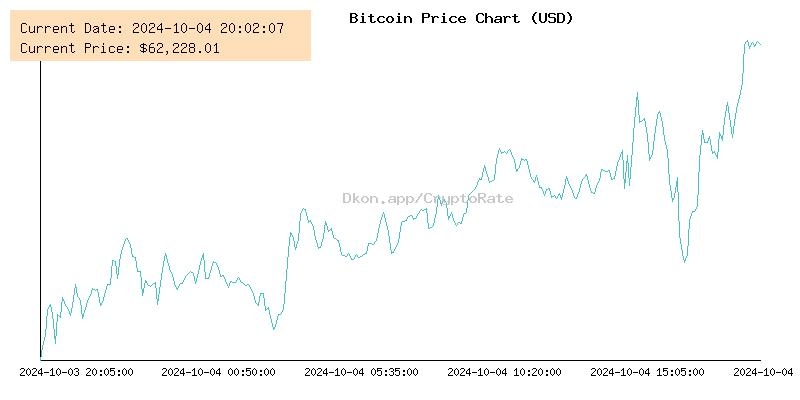 Bitcoin Price Chart (USD)
Current Date: 2024-10-04 20:02:07
Current Price: $62,228.01
Dkon.app/CryptoRate
2024-10-03 20:05:00 2024-10-04 00:50:00 2024-10-04 05:35:00 2024-10-04 10:20:00 2024-10-04 15:05:00 2024-10-04